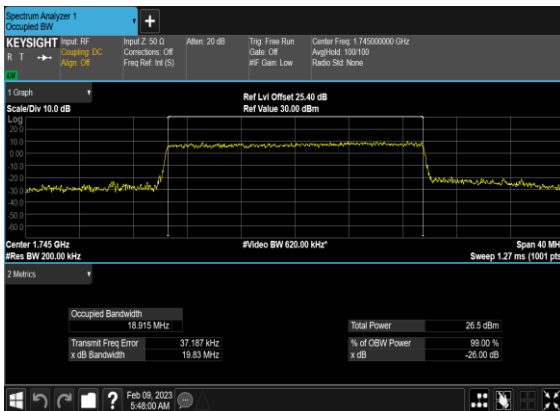 Spectrum Analyzer 1
Occupied BW
KEYSIGHT
R T
LV
Input: RF
Coupling: DC
Align: Off
Input Z: 50 Ω
Corrections: Off
Freq Ref: Int (S)
Atten: 20 dB
Trig: Free Run
Gate: Off
#IF Gain: Low
Center Freq: 1.745000000 GHz
Avg|Hold: 100/100
Radio Std: None
1 Graph
Scale/Div 10.0 dB
Ref Lvl Offset 25.40 dB
Ref Value 30.00 dBm
Log
20.0
10.0
0.00
-10.0
-20.0
-30.0
-40.0
-50.0
-60.0
Center 1.745 GHz
#Video BW 620.00 kHz*
Span 40 MH
#Res BW 200.00 kHz
Sweep 1.27 ms (1001 pts
2 Metrics
Occupied Bandwidth
18.915 MHz
Total Power 26.5 dBm
Transmit Freq Error 37.187 kHz
% of OBW Power 99.00 %
x dB Bandwidth 19.83 MHz
x dB -26.00 dB
?
Feb 09, 2023
5:48:00 AM